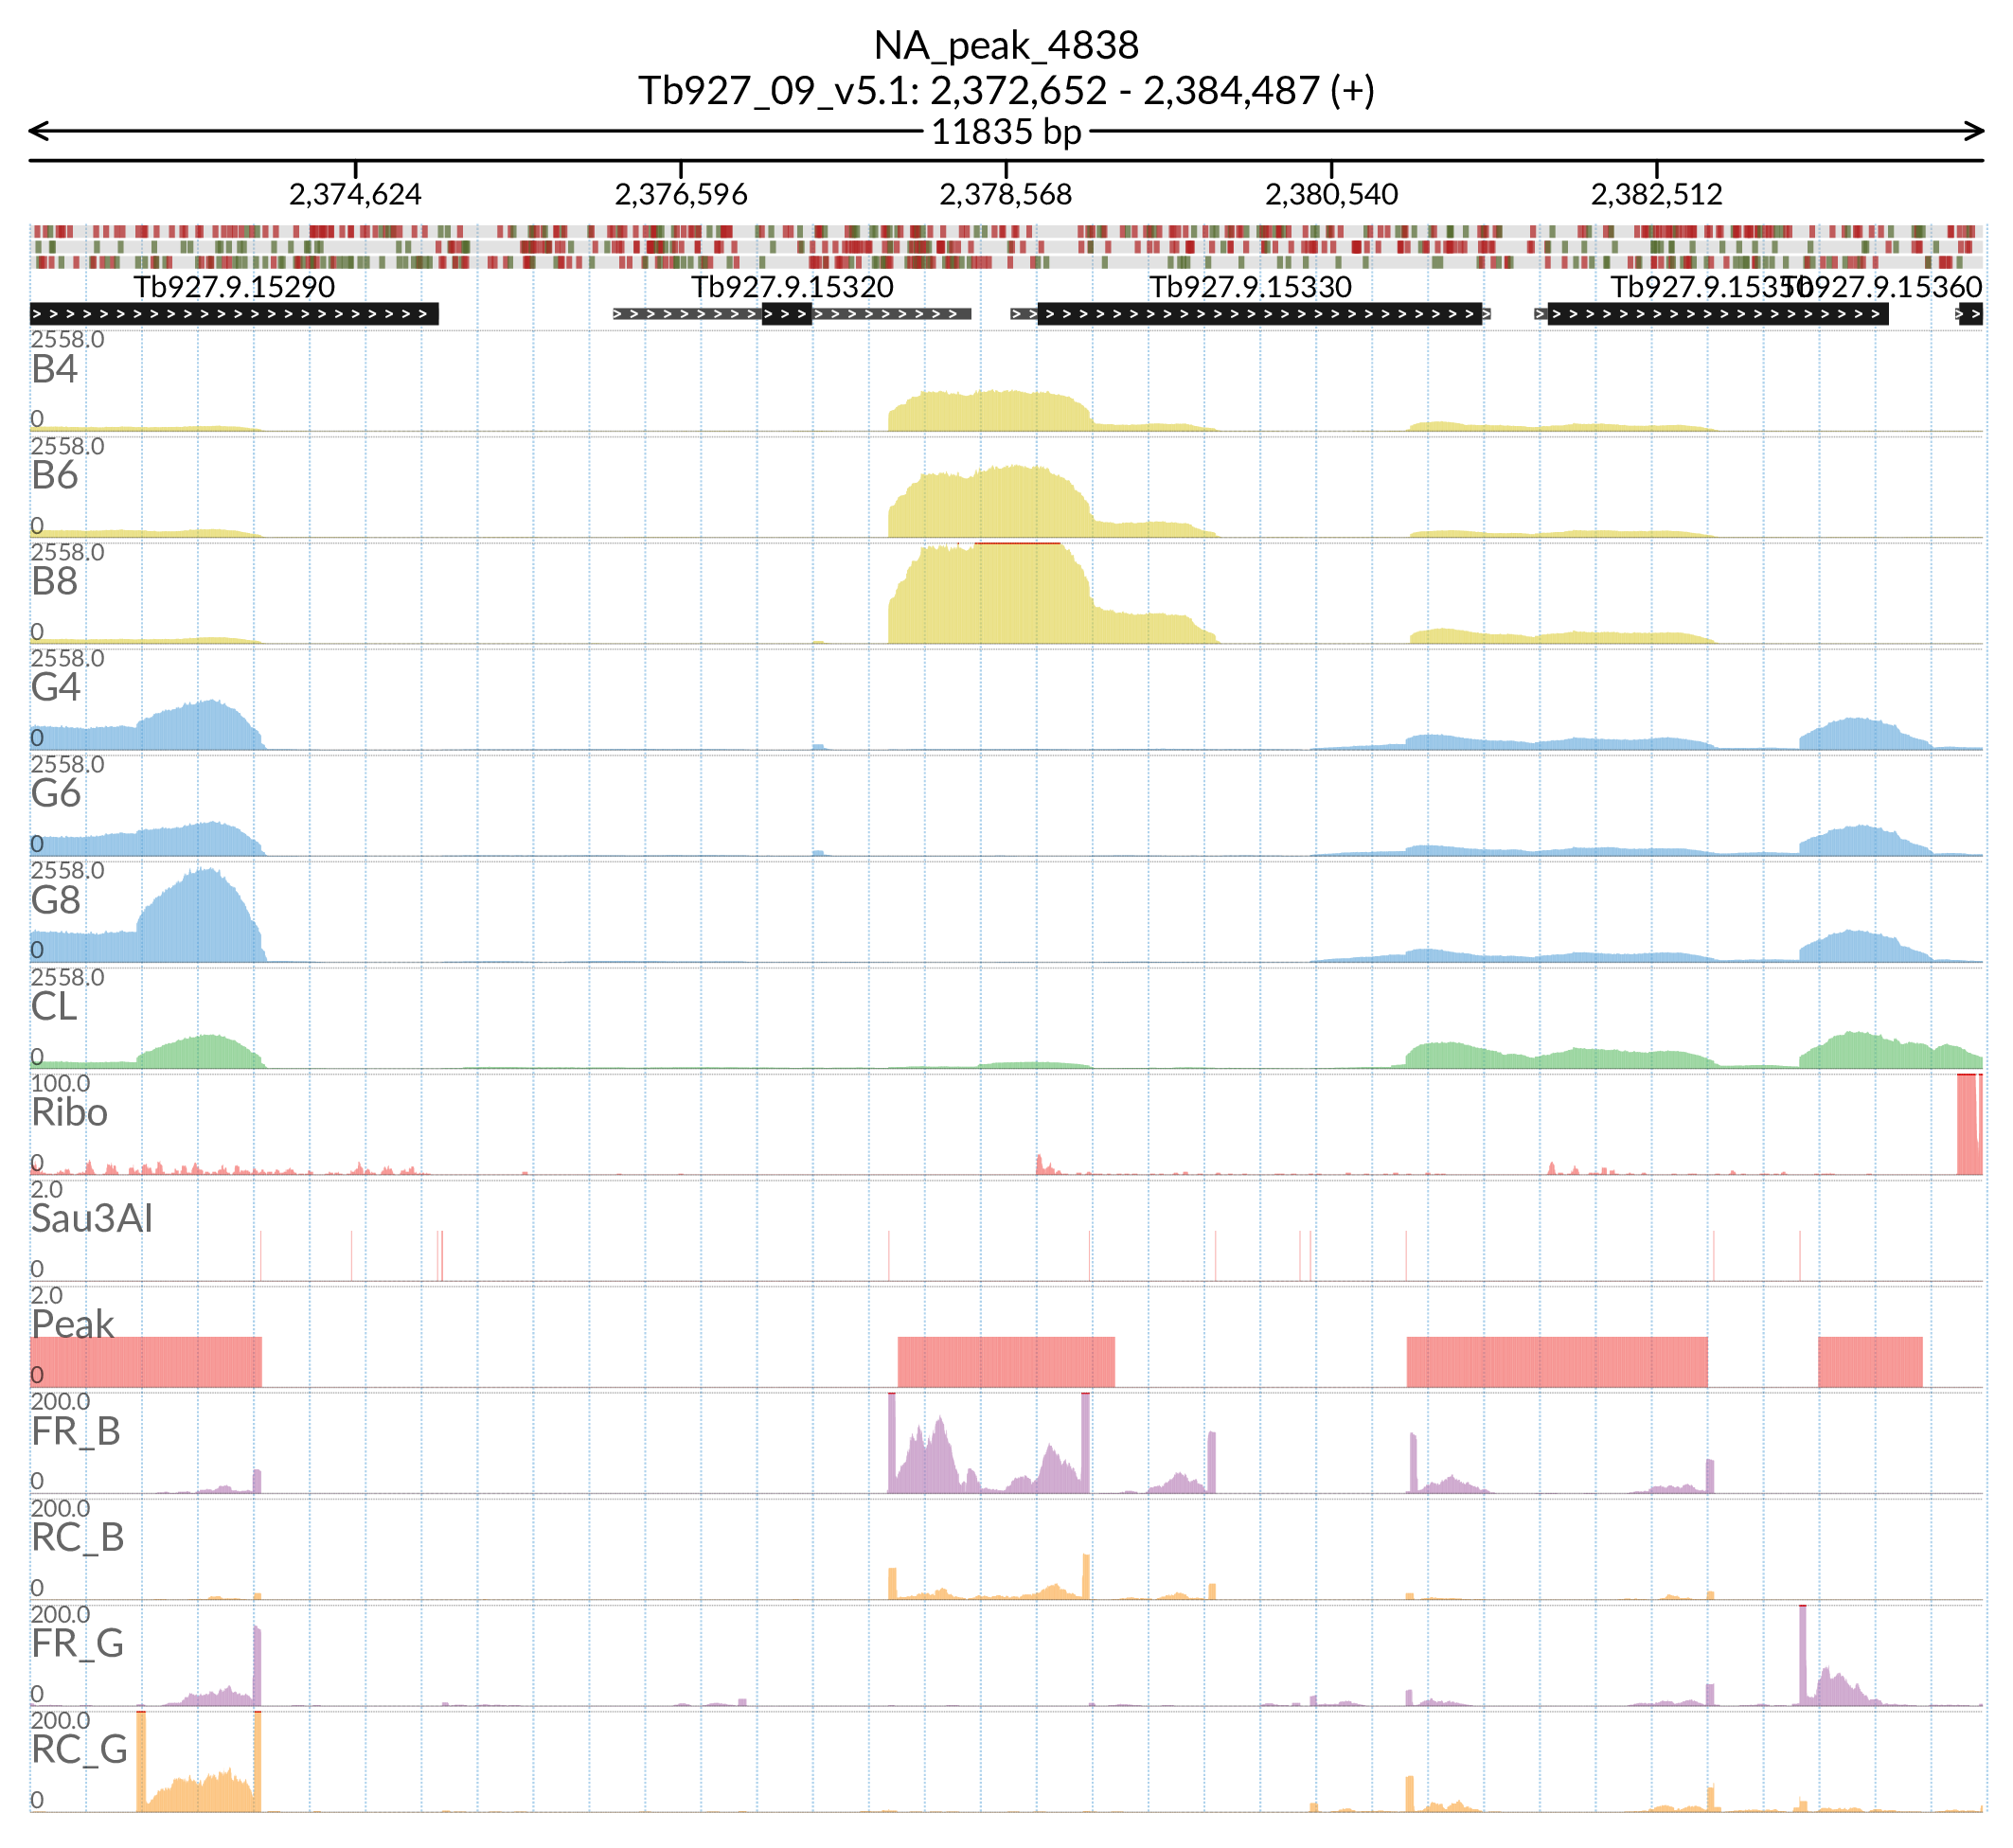 NA_peak_4838
Tb927_09_v5.1: 2,372,652 - 2,384,487 (+)
11835 bp
2,374,624 2,376,596 2,378,568 2,380,540 2,382,512
Tb927.9.15290 Tb927.9.15320 Tb927.9.15330 Tb927.9.15350 Tb927.9.15360
2558.0
B4
0
2558.0
B6
0
2558.0
B8
0
2558.0
G4
0
2558.0
G6
0
2558.0
G8
0
2558.0
CL
0
100.0
Ribo
0
2.0
Sau3AI
0
2.0
Peak
0
200.0
FR_B
0
200.0
RC_B
0
200.0
FR_G
0
200.0
RC_G
0